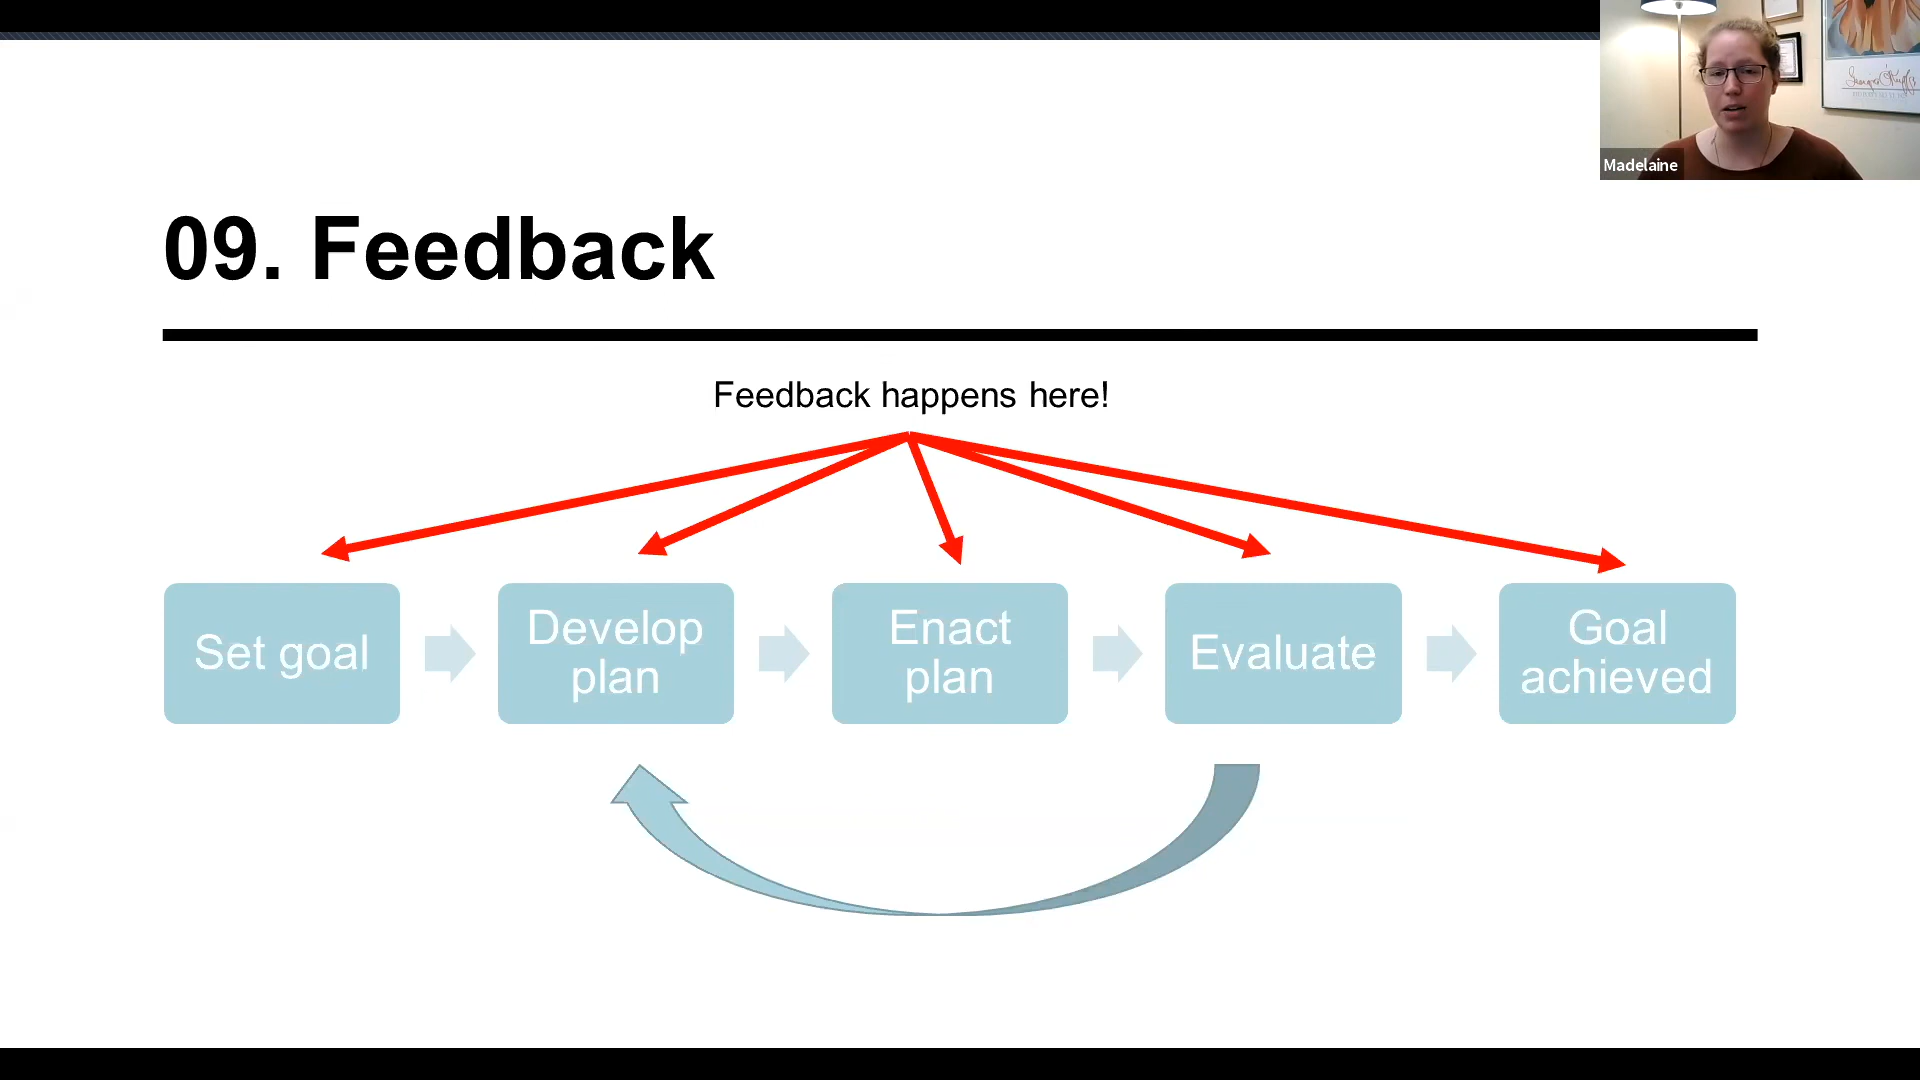 Madelaine
09. Feedback
Feedback happens here!
Set goal
Develop
plan
Enact
plan
Evaluate
Goal
achieved